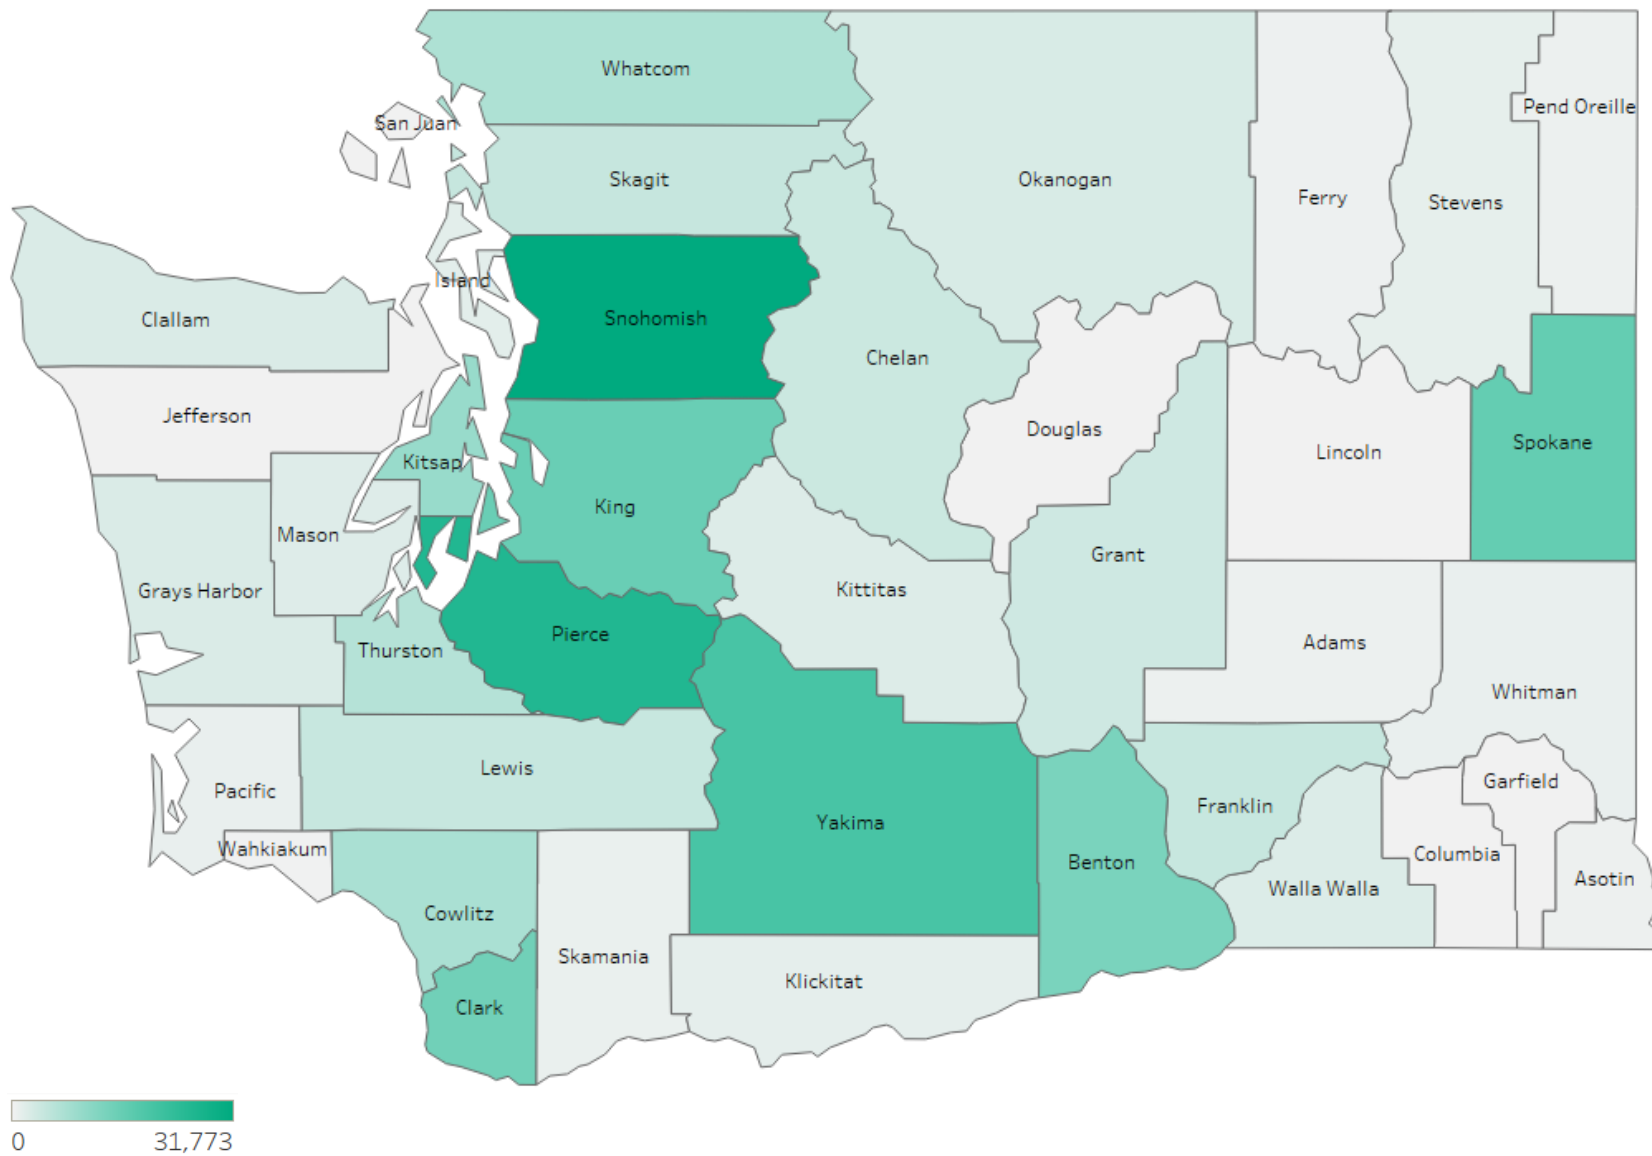 Whatcom
Pend Oreille
San Juan
Skagit
Okanogan
Ferry
Stevens
Island
Clallam
Snohomish
Chelan
Jefferson
Douglas
Lincoln
Spokane
Kitsap
King
Mason
Grant
Grays Harbor
Kittitas
Pierce
Adams
Thurston
Whitman
Lewis
Garfield
Pacific
Franklin
Yakima
Wahkiakum
Columbia
Benton
Asotin
Walla Walla
Cowlitz
Skamania
Klickitat
Clark
0 31,773